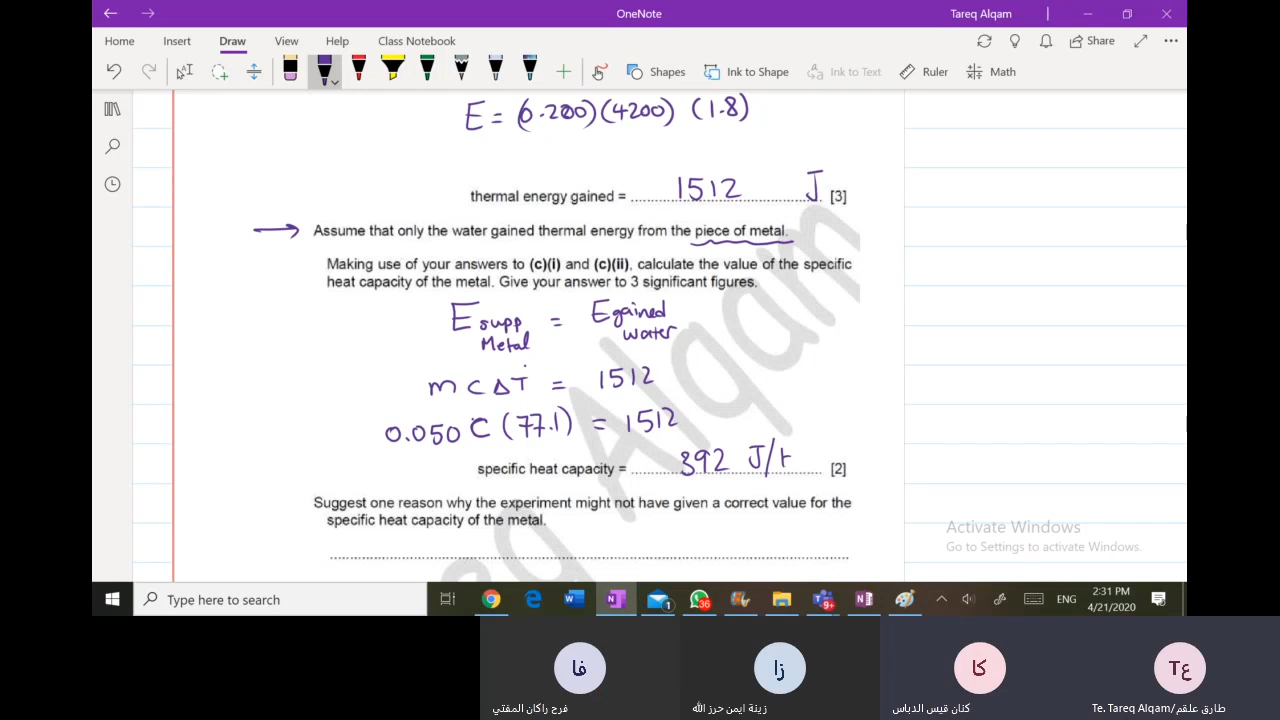 OneNote
Tareq Alqam
Home Insert Draw View Help Class Notebook Share
Shapes Ink to Shape Ink to Text Ruler Math
E = (0.200)(4200) (1.8)
thermal energy gained = 1512 J [3]
Assume that only the water gained thermal energy from the piece of metal.
Making use of your answers to (c)(i) and (c)(ii), calculate the value of the specific
heat capacity of the metal. Give your answer to 3 significant figures.
E supp Metal = E gained water
m c Δ T = 1512
0.050 C (77.1) = 1512
specific heat capacity = 392 J/ [2]
Suggest one reason why the experiment might not have given a correct value for the
specific heat capacity of the metal.
Alqam
Activate Windows
Go to Settings to activate Windows.
Type here to search
1
36
9+
ENG
2:31 PM
4/21/2020
فا
زا
كا
عT
فرح راكان المفتي
زينة ايمن حرز الله
كنان قيس الدباس
Te. Tareq Alqam/طارق علقم